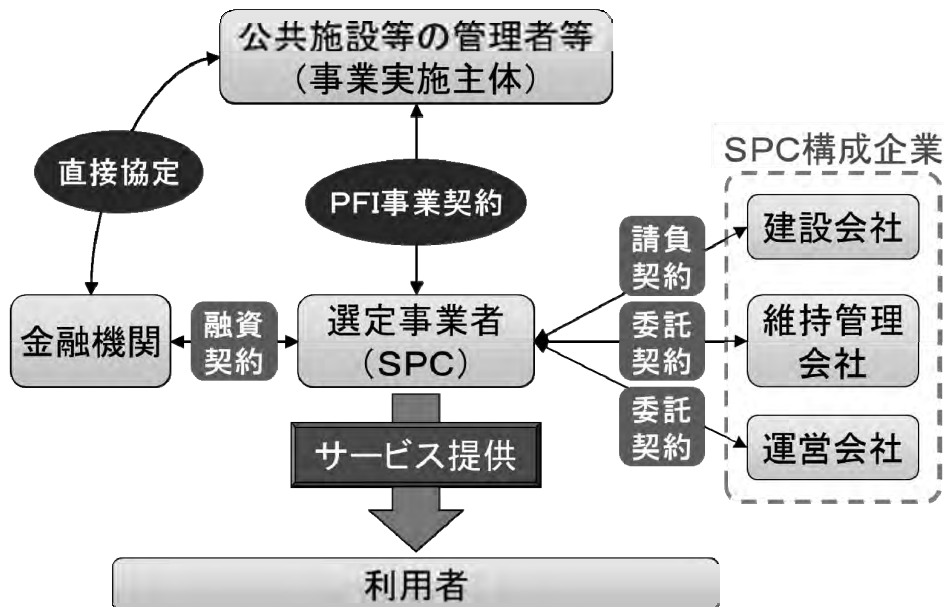 公共施設等の管理者等
（事業実施主体）
直接協定
PFI事業契約
SPC構成企業
請負
契約
建設会社
金融機関
融資
契約
選定事業者
（SPC）
委託
契約
維持管理
会社
委託
契約
運営会社
サービス提供
利用者